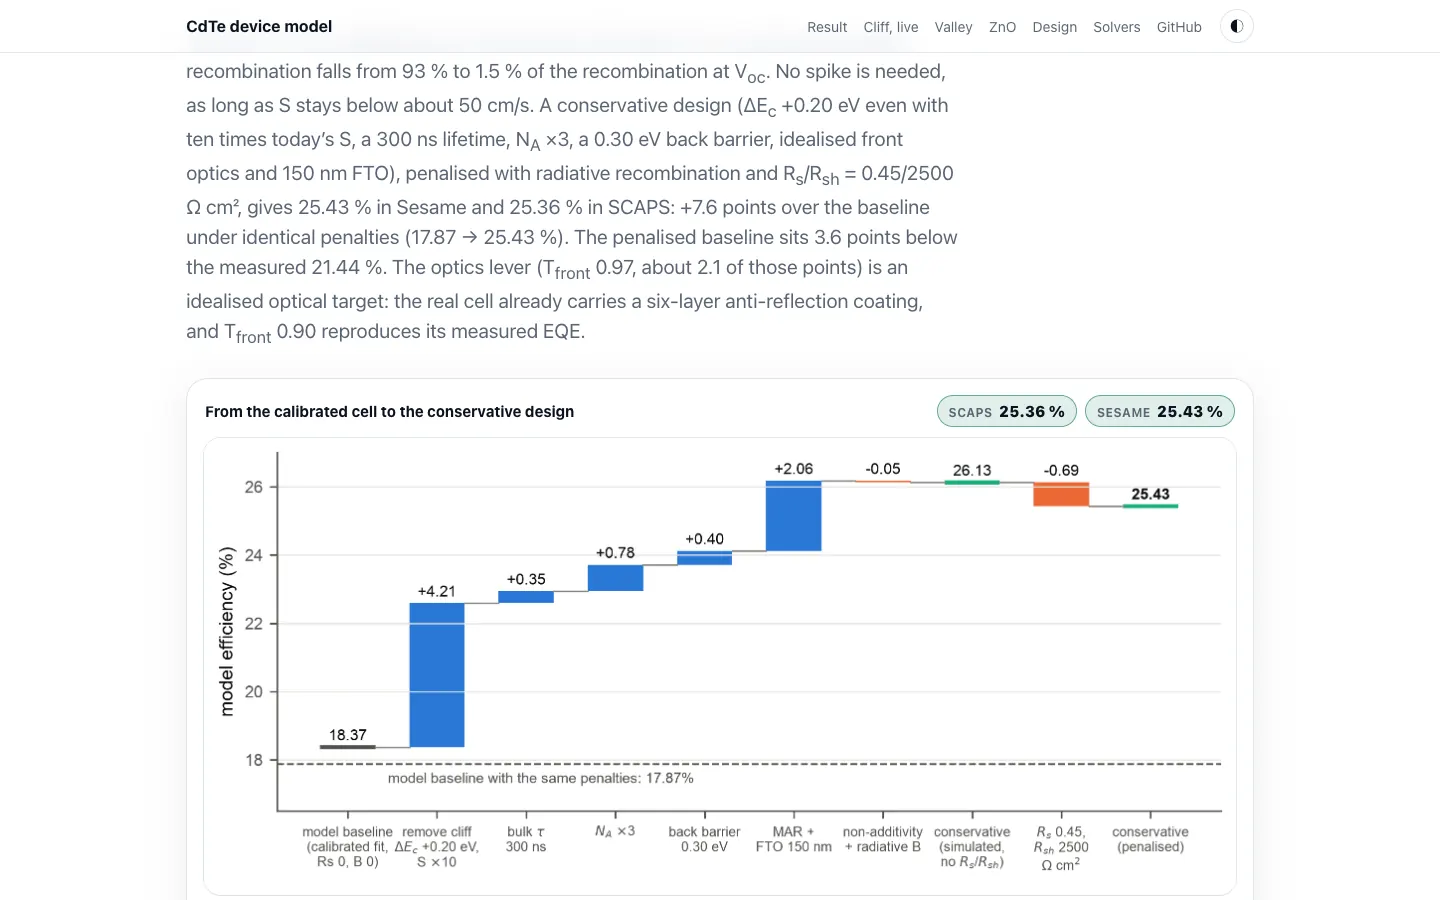 CdTe device model
Result Cliff, live Valley ZnO Design Solvers GitHub
recombination falls from 93 % to 1.5 % of the recombination at Voc. No spike is needed,
as long as S stays below about 50 cm/s. A conservative design (ΔEc +0.20 eV even with
ten times today’s S, a 300 ns lifetime, NA ×3, a 0.30 eV back barrier, idealised front
optics and 150 nm FTO), penalised with radiative recombination and Rs/Rsh = 0.45/2500
Ω cm², gives 25.43 % in Sesame and 25.36 % in SCAPS: +7.6 points over the baseline
under identical penalties (17.87 → 25.43 %). The penalised baseline sits 3.6 points below
the measured 21.44 %. The optics lever (Tfront 0.97, about 2.1 of those points) is an
idealised optical target: the real cell already carries a six-layer anti-reflection coating,
and Tfront 0.90 reproduces its measured EQE.
From the calibrated cell to the conservative design
SCAPS 25.36 %
SESAME 25.43 %
model efficiency (%)
26
24
22
20
18
18.37
+4.21
+0.35
+0.78
+0.40
+2.06
-0.05
26.13
-0.69
25.43
model baseline with the same penalties: 17.87%
model baseline
(calibrated fit,
Rs 0, B 0)
remove cliff
ΔEc +0.20 eV,
S ×10
bulk τ
300 ns
NA ×3
back barrier
0.30 eV
MAR +
FTO 150 nm
non-additivity
+ radiative B
conservative
(simulated,
no Rs/Rsh)
Rs 0.45,
Rsh 2500
Ω cm²
conservative
(penalised)